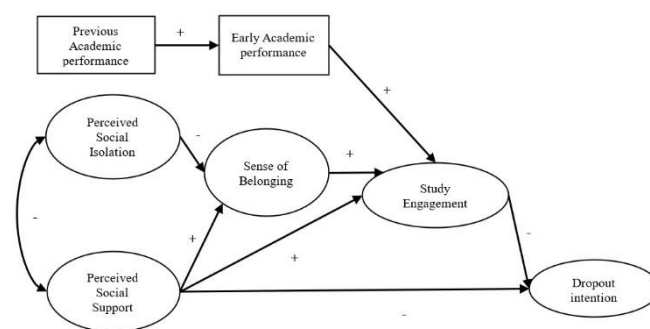 Previous
Academic
performance
+
Early Academic
performance
+
Perceived
Social
Isolation
-
Sense of
Belonging
+
Study
Engagement
-
+
+
-
Perceived
Social
Support
-
Dropout
intention